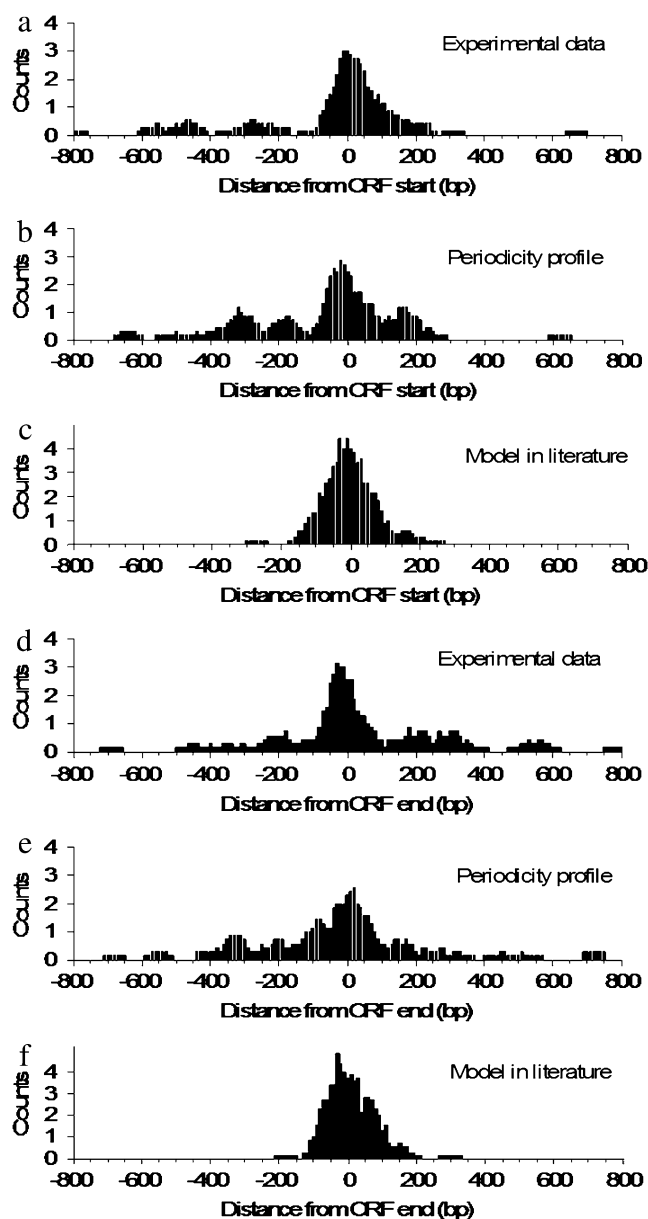 a
4
Experimental data
3
Counts
2
1
0
-800 -600 -400 -200 0 200 400 600 800
Distance from ORF start (bp)
b
4
Periodicity profile
3
Counts
2
1
0
-800 -600 -400 -200 0 200 400 600 800
Distance from ORF start (bp)
c
4
Model in literature
3
Counts
2
1
0
-800 -600 -400 -200 0 200 400 600 800
Distance from ORF start (bp)
d
4
Experimental data
3
Counts
2
1
0
-800 -600 -400 -200 0 200 400 600 800
Distance from ORF end (bp)
e
4
Periodicity profile
3
Counts
2
1
0
-800 -600 -400 -200 0 200 400 600 800
Distance from ORF end (bp)
f
4
Model in literature
3
Counts
2
1
0
-800 -600 -400 -200 0 200 400 600 800
Distance from ORF end (bp)